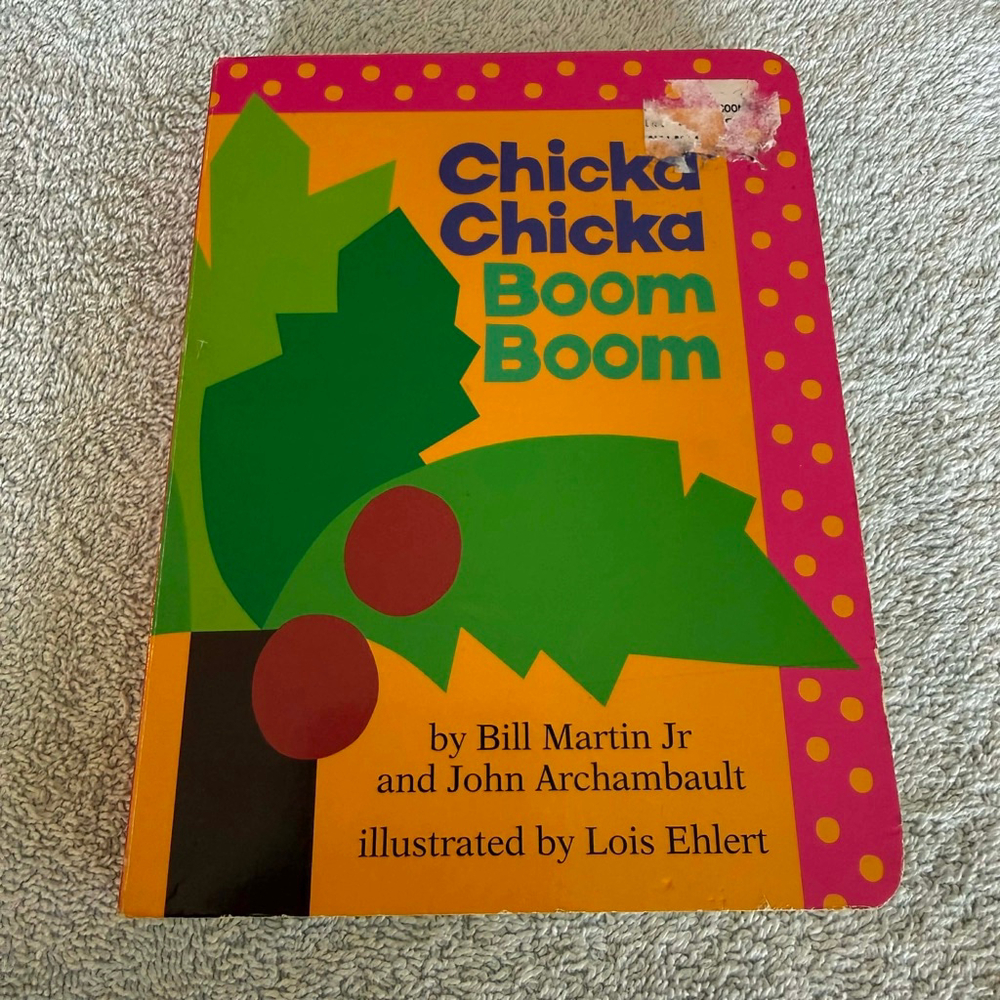 Chicka
Chicka
Boom
Boom
by Bill Martin Jr
and John Archambault
illustrated by Lois Ehlert